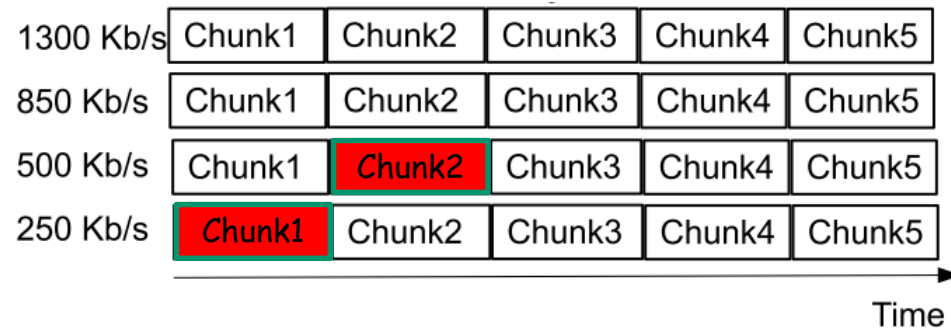 1300 Kb/s Chunk1 Chunk2 Chunk3 Chunk4 Chunk5
850 Kb/s Chunk1 Chunk2 Chunk3 Chunk4 Chunk5
500 Kb/s Chunk1 Chunk2 Chunk3 Chunk4 Chunk5
250 Kb/s Chunk1 Chunk2 Chunk3 Chunk4 Chunk5
Time